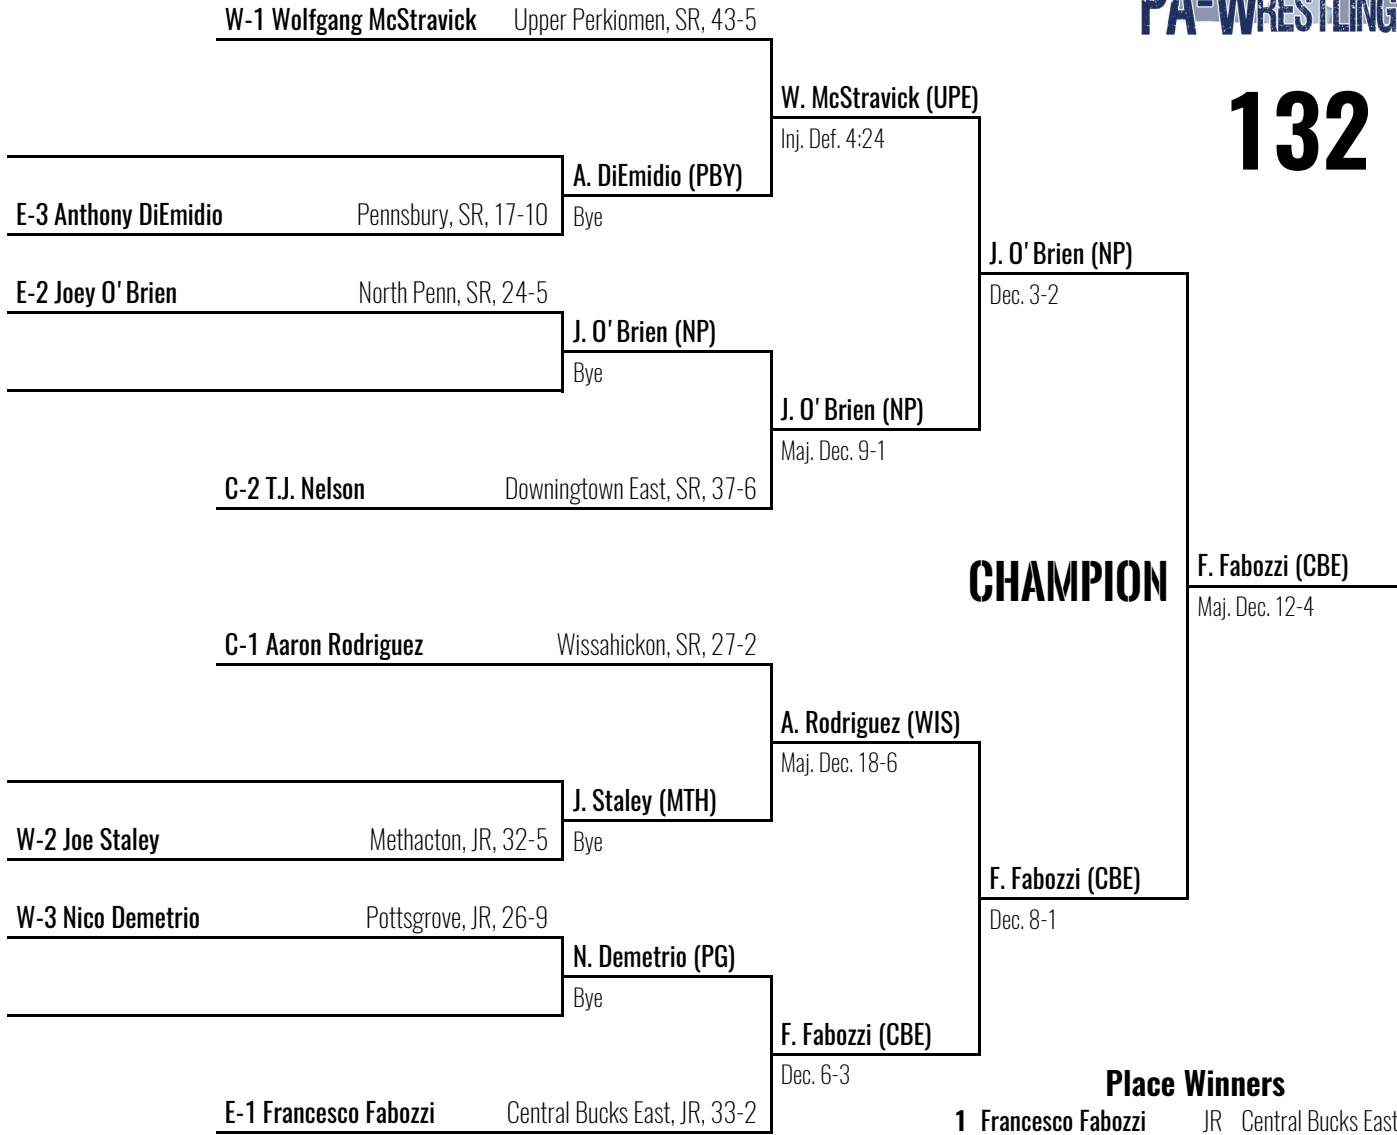 W-1 Wolfgang McStravick Upper Perkiomen, SR, 43-5
PA-WRESTLING
W. McStravick (UPE)
132
Inj. Def. 4:24
A. DiEmidio (PBY)
E-3 Anthony DiEmidio Pennsbury, SR, 17-10
Bye
J. O'Brien (NP)
E-2 Joey O'Brien North Penn, SR, 24-5
Dec. 3-2
J. O'Brien (NP)
Bye
J. O'Brien (NP)
Maj. Dec. 9-1
C-2 T.J. Nelson Downingtown East, SR, 37-6
CHAMPION
F. Fabozzi (CBE)
Maj. Dec. 12-4
C-1 Aaron Rodriguez Wissahickon, SR, 27-2
A. Rodriguez (WIS)
Maj. Dec. 18-6
J. Staley (MTH)
W-2 Joe Staley Methacton, JR, 32-5
Bye
F. Fabozzi (CBE)
W-3 Nico Demetrio Pottsgrove, JR, 26-9
Dec. 8-1
N. Demetrio (PG)
Bye
F. Fabozzi (CBE)
Dec. 6-3
Place Winners
E-1 Francesco Fabozzi Central Bucks East, JR, 33-2
1 Francesco Fabozzi JR Central Bucks East